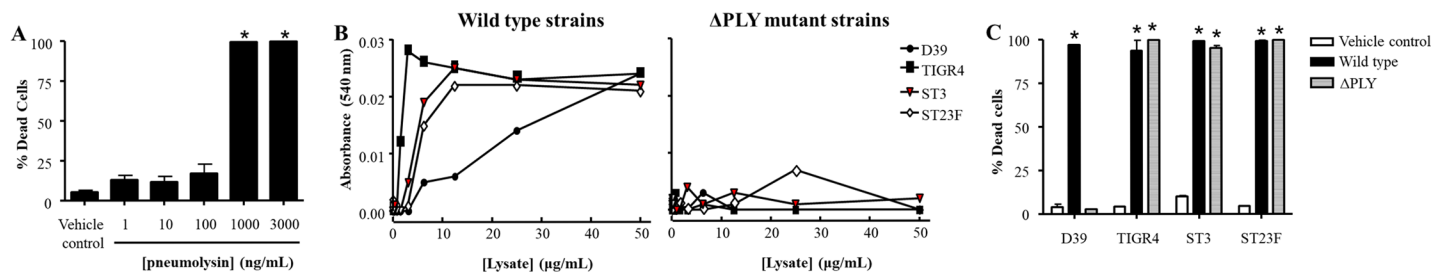 A
% Dead Cells
100
75
50
25
0
Vehicle control
1
10
100
1000
3000
* *
[pneumolysin] (ng/mL)
B
Wild type strains
ΔPLY mutant strains
Absorbance (540 nm)
0.03
0.02
0.01
0.00
0 10 20 30 40 50
[Lysate] (µg/mL)
D39
TIGR4
ST3
ST23F
0 10 20 30 40 50
[Lysate] (µg/mL)
C
% Dead cells
100
75
50
25
0
* * * * * * *
D39 TIGR4 ST3 ST23F
Vehicle control
Wild type
ΔPLY